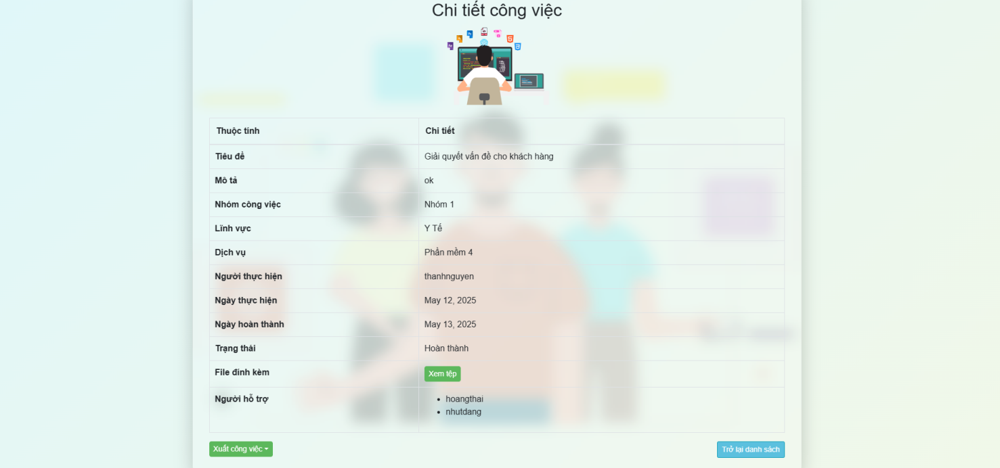 Chi tiết công việc
Thuộc tính Chi tiết
Tiêu đề Giải quyết vấn đề cho khách hàng
Mô tả ok
Nhóm công việc Nhóm 1
Lĩnh vực Y Tế
Dịch vụ Phần mềm 4
Người thực hiện thanhnguyen
Ngày thực hiện May 12, 2025
Ngày hoàn thành May 13, 2025
Trạng thái Hoàn thành
File đính kèm Xem tệp
Người hỗ trợ • hoangthai
• nhutdang
Xuất công việc Trở lại danh sách